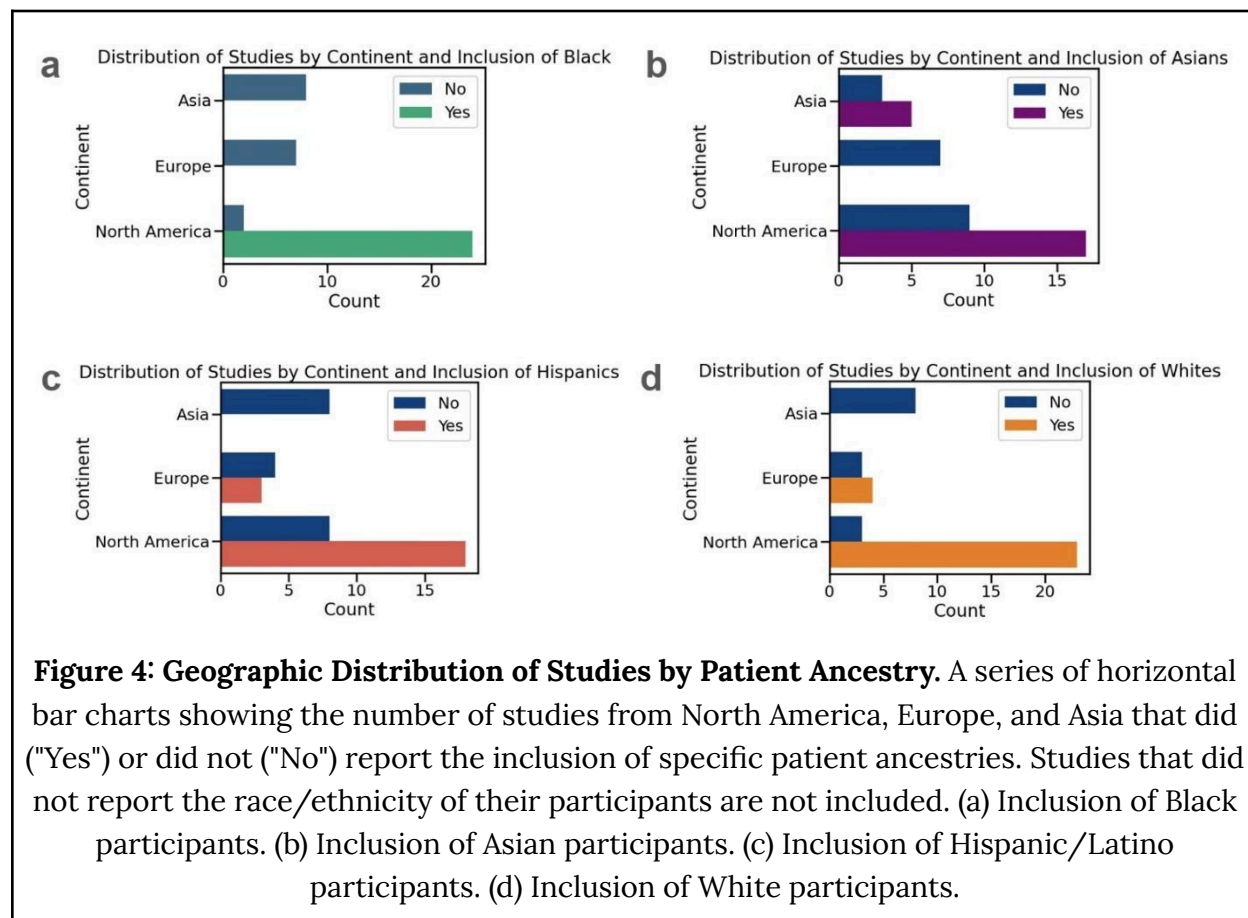 a
Distribution of Studies by Continent and Inclusion of Black
No
Yes
Asia
Europe
North America
Continent
0 10 20
Count
b
Distribution of Studies by Continent and Inclusion of Asians
No
Yes
Asia
Europe
North America
Continent
0 5 10 15
Count
c
Distribution of Studies by Continent and Inclusion of Hispanics
No
Yes
Asia
Europe
North America
Continent
0 5 10 15
Count
d
Distribution of Studies by Continent and Inclusion of Whites
No
Yes
Asia
Europe
North America
Continent
0 5 10 15 20
Count
Figure 4: Geographic Distribution of Studies by Patient Ancestry. A series of horizontal
bar charts showing the number of studies from North America, Europe, and Asia that did
("Yes") or did not ("No") report the inclusion of specific patient ancestries. Studies that did
not report the race/ethnicity of their participants are not included. (a) Inclusion of Black
participants. (b) Inclusion of Asian participants. (c) Inclusion of Hispanic/Latino
participants. (d) Inclusion of White participants.